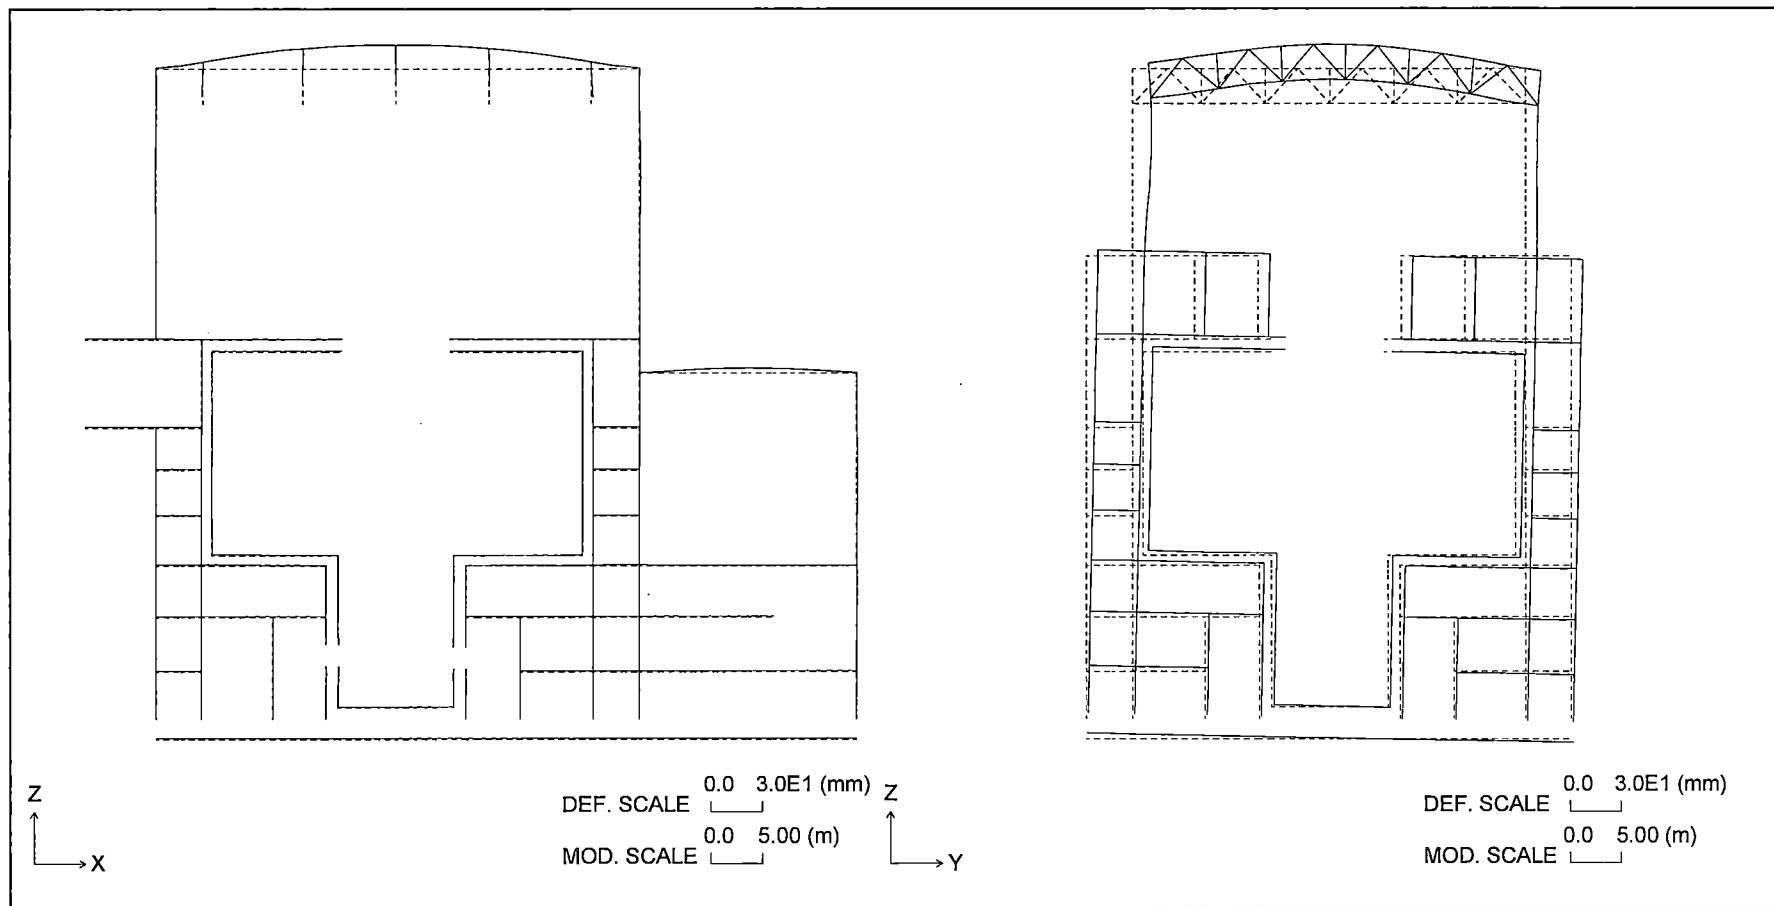 Z
X
0.0 3.0E1 (mm)
DEF. SCALE
0.0 5.00 (m)
MOD. SCALE
Z
Y
0.0 3.0E1 (mm)
DEF. SCALE
0.0 5.00 (m)
MOD. SCALE